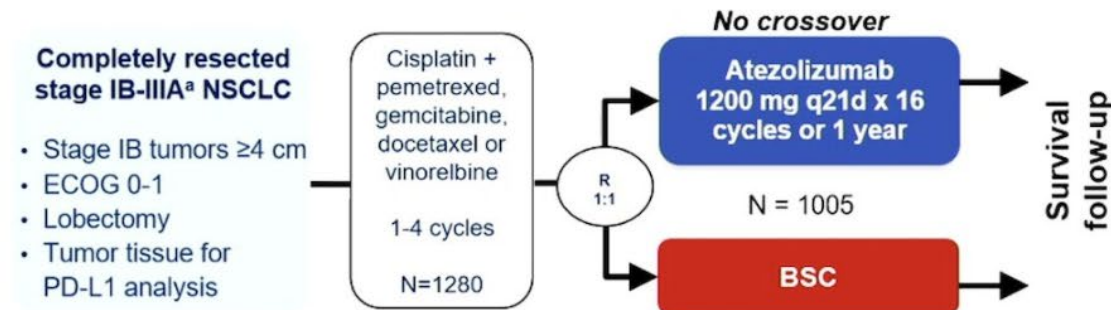 Completely resected
stage IB-IIIAᵃ NSCLC
• Stage IB tumors ≥4 cm
• ECOG 0-1
• Lobectomy
• Tumor tissue for
PD-L1 analysis
Cisplatin +
pemetrexed,
gemcitabine,
docetaxel or
vinorelbine
1-4 cycles
N=1280
R
1:1
No crossover
Atezolizumab
1200 mg q21d x 16
cycles or 1 year
N = 1005
BSC
Survival
follow-up